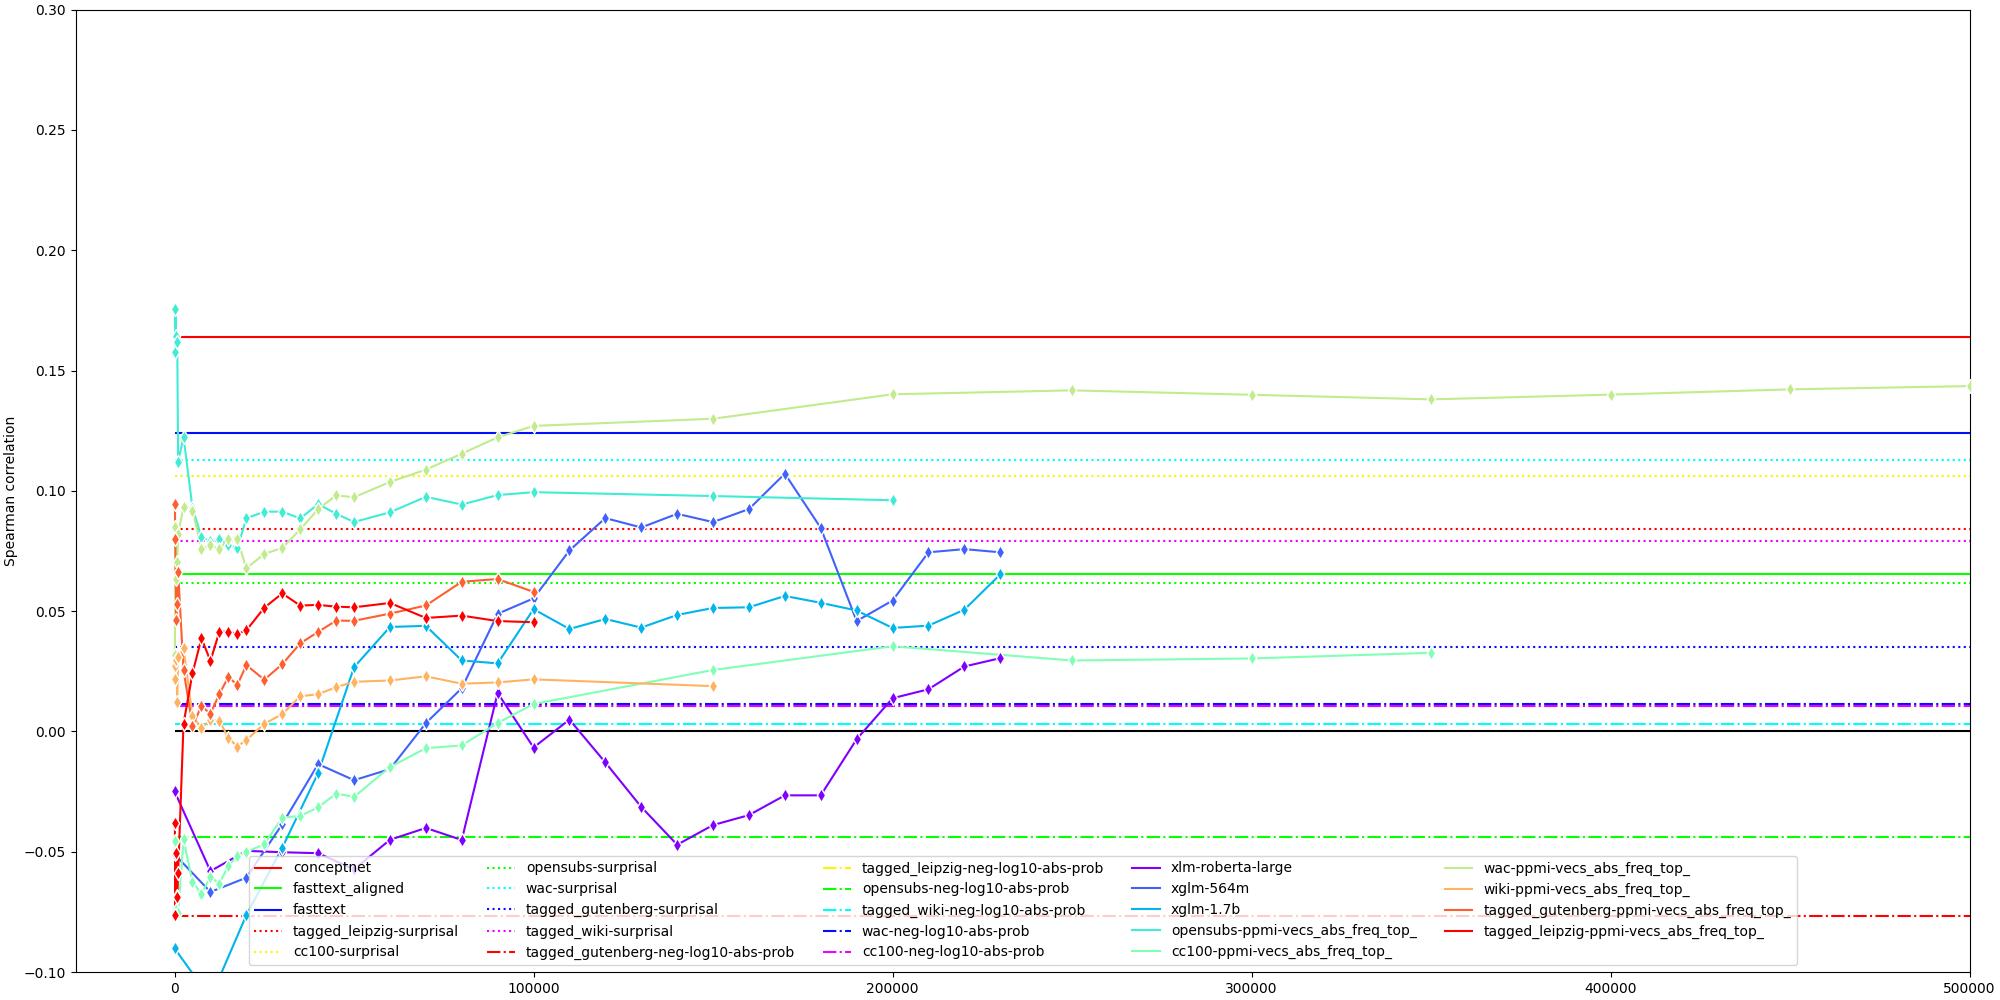 0.30
0.25
0.20
0.15
0.10
0.05
0.00
−0.05
−0.10
Spearman correlation
0
100000
200000
300000
400000
500000
conceptnet
fasttext_aligned
fasttext
tagged_leipzig-surprisal
cc100-surprisal
opensubs-surprisal
wac-surprisal
tagged_gutenberg-surprisal
tagged_wiki-surprisal
tagged_gutenberg-neg-log10-abs-prob
tagged_leipzig-neg-log10-abs-prob
opensubs-neg-log10-abs-prob
tagged_wiki-neg-log10-abs-prob
wac-neg-log10-abs-prob
cc100-neg-log10-abs-prob
xlm-roberta-large
xglm-564m
xglm-1.7b
opensubs-ppmi-vecs_abs_freq_top_
cc100-ppmi-vecs_abs_freq_top_
wac-ppmi-vecs_abs_freq_top_
wiki-ppmi-vecs_abs_freq_top_
tagged_gutenberg-ppmi-vecs_abs_freq_top_
tagged_leipzig-ppmi-vecs_abs_freq_top_